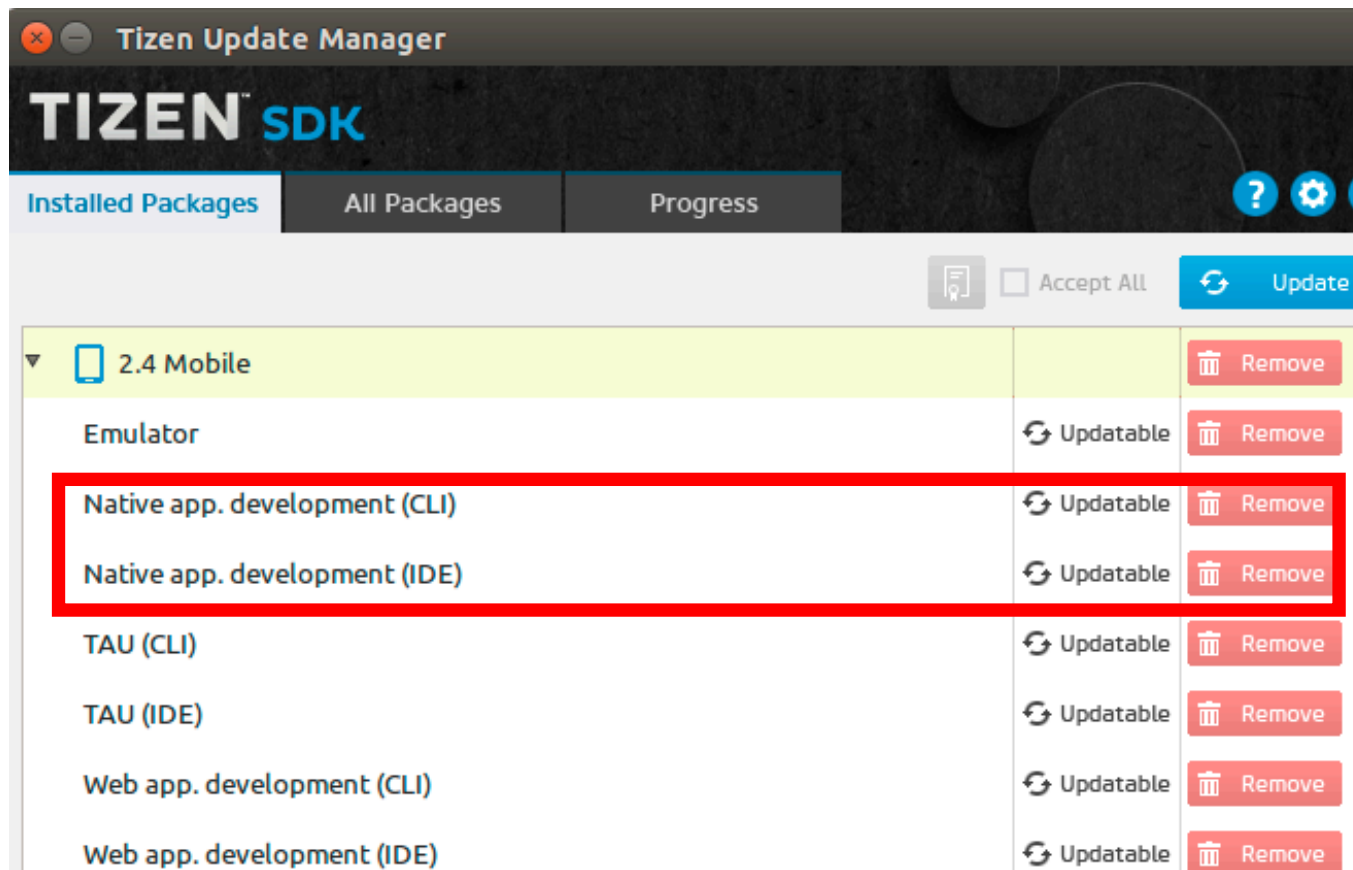 Tizen Update Manager
TIZEN™ SDK
Installed Packages All Packages Progress ?
Accept All Update
2.4 Mobile Remove
Emulator Updatable Remove
Native app. development (CLI) Updatable Remove
Native app. development (IDE) Updatable Remove
TAU (CLI) Updatable Remove
TAU (IDE) Updatable Remove
Web app. development (CLI) Updatable Remove
Web app. development (IDE) Updatable Remove